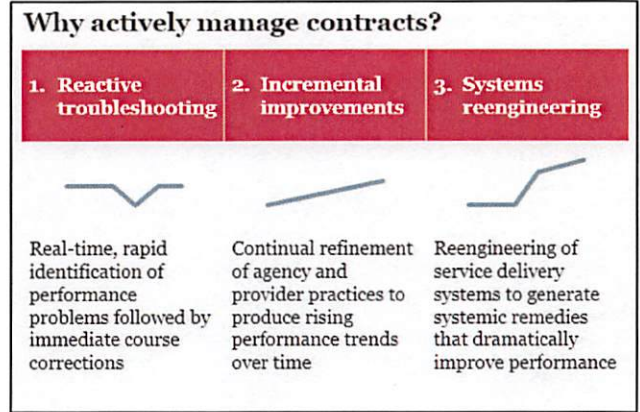 Why actively manage contracts?
1. Reactive
troubleshooting
2. Incremental
improvements
3. Systems
reengineering
Real-time, rapid
identification of
performance
problems followed by
immediate course
corrections
Continual refinement
of agency and
provider practices to
produce rising
performance trends
over time
Reengineering of
service delivery
systems to generate
systemic remedies
that dramatically
improve performance